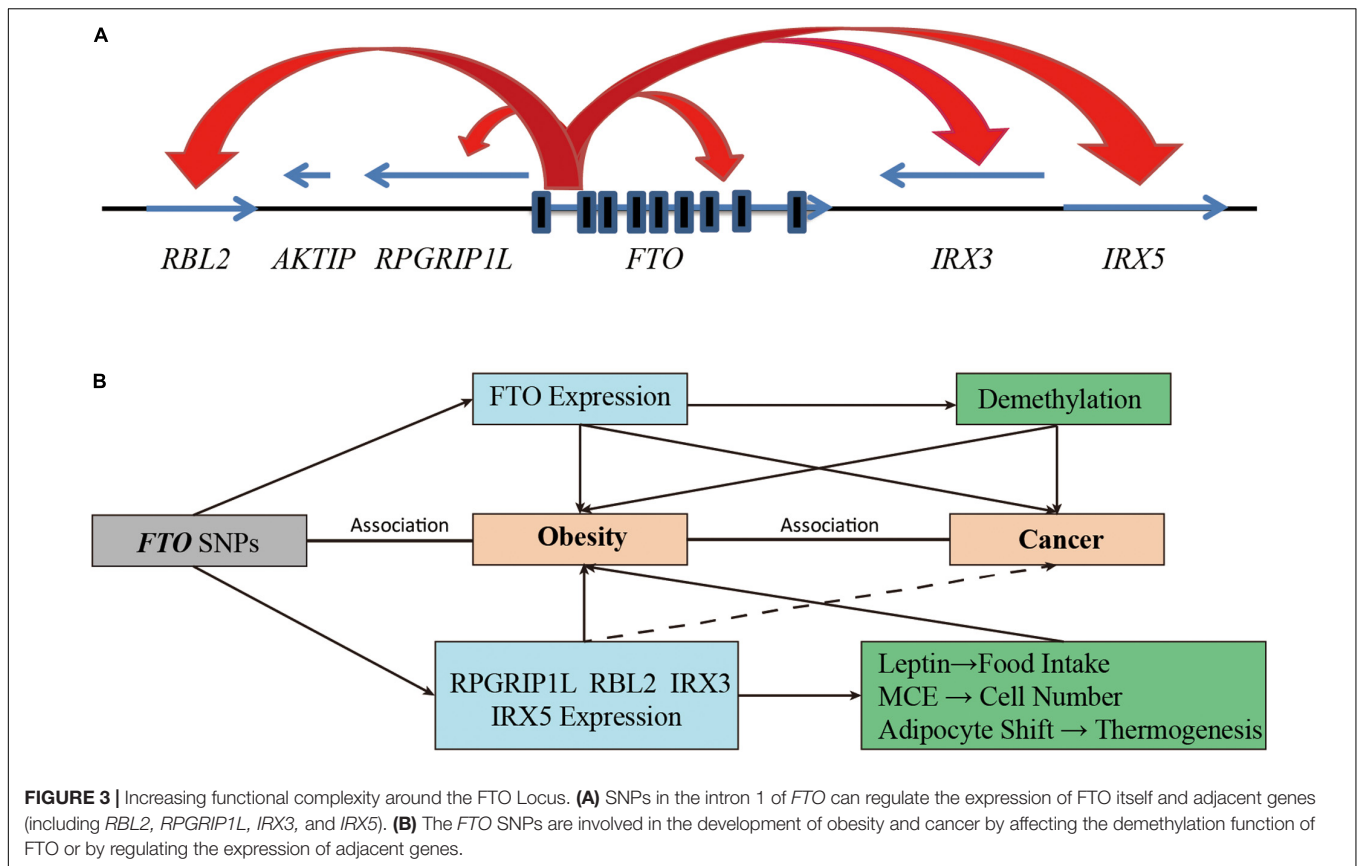 A
RBL2 AKTIP RPGRIP1L FTO IRX3 IRX5
B
FTO Expression
Demethylation
FTO SNPs
Association
Obesity
Association
Cancer
RPGRIP1L RBL2 IRX3
IRX5 Expression
Leptin→Food Intake
MCE → Cell Number
Adipocyte Shift → Thermogenesis
FIGURE 3 | Increasing functional complexity around the FTO Locus. (A) SNPs in the intron 1 of FTO can regulate the expression of FTO itself and adjacent genes
(including RBL2, RPGRIP1L, IRX3, and IRX5). (B) The FTO SNPs are involved in the development of obesity and cancer by affecting the demethylation function of
FTO or by regulating the expression of adjacent genes.